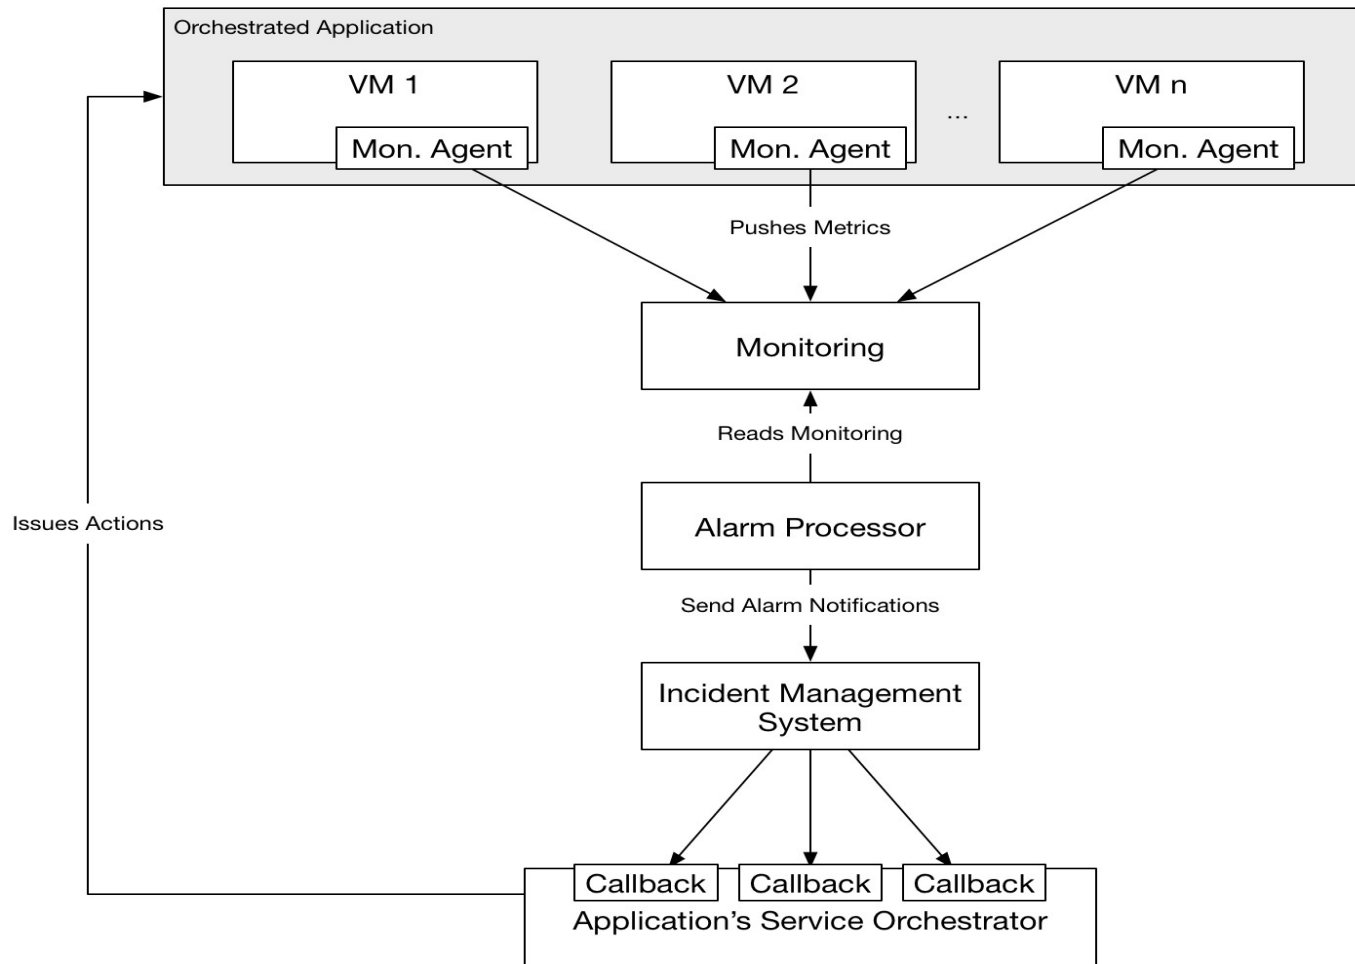 Orchestrated Application
VM 1
VM 2
VM n
...
Mon. Agent
Mon. Agent
Mon. Agent
Pushes Metrics
Monitoring
Reads Monitoring
Alarm Processor
Issues Actions
Send Alarm Notifications
Incident Management
System
Callback
Callback
Callback
Application's Service Orchestrator